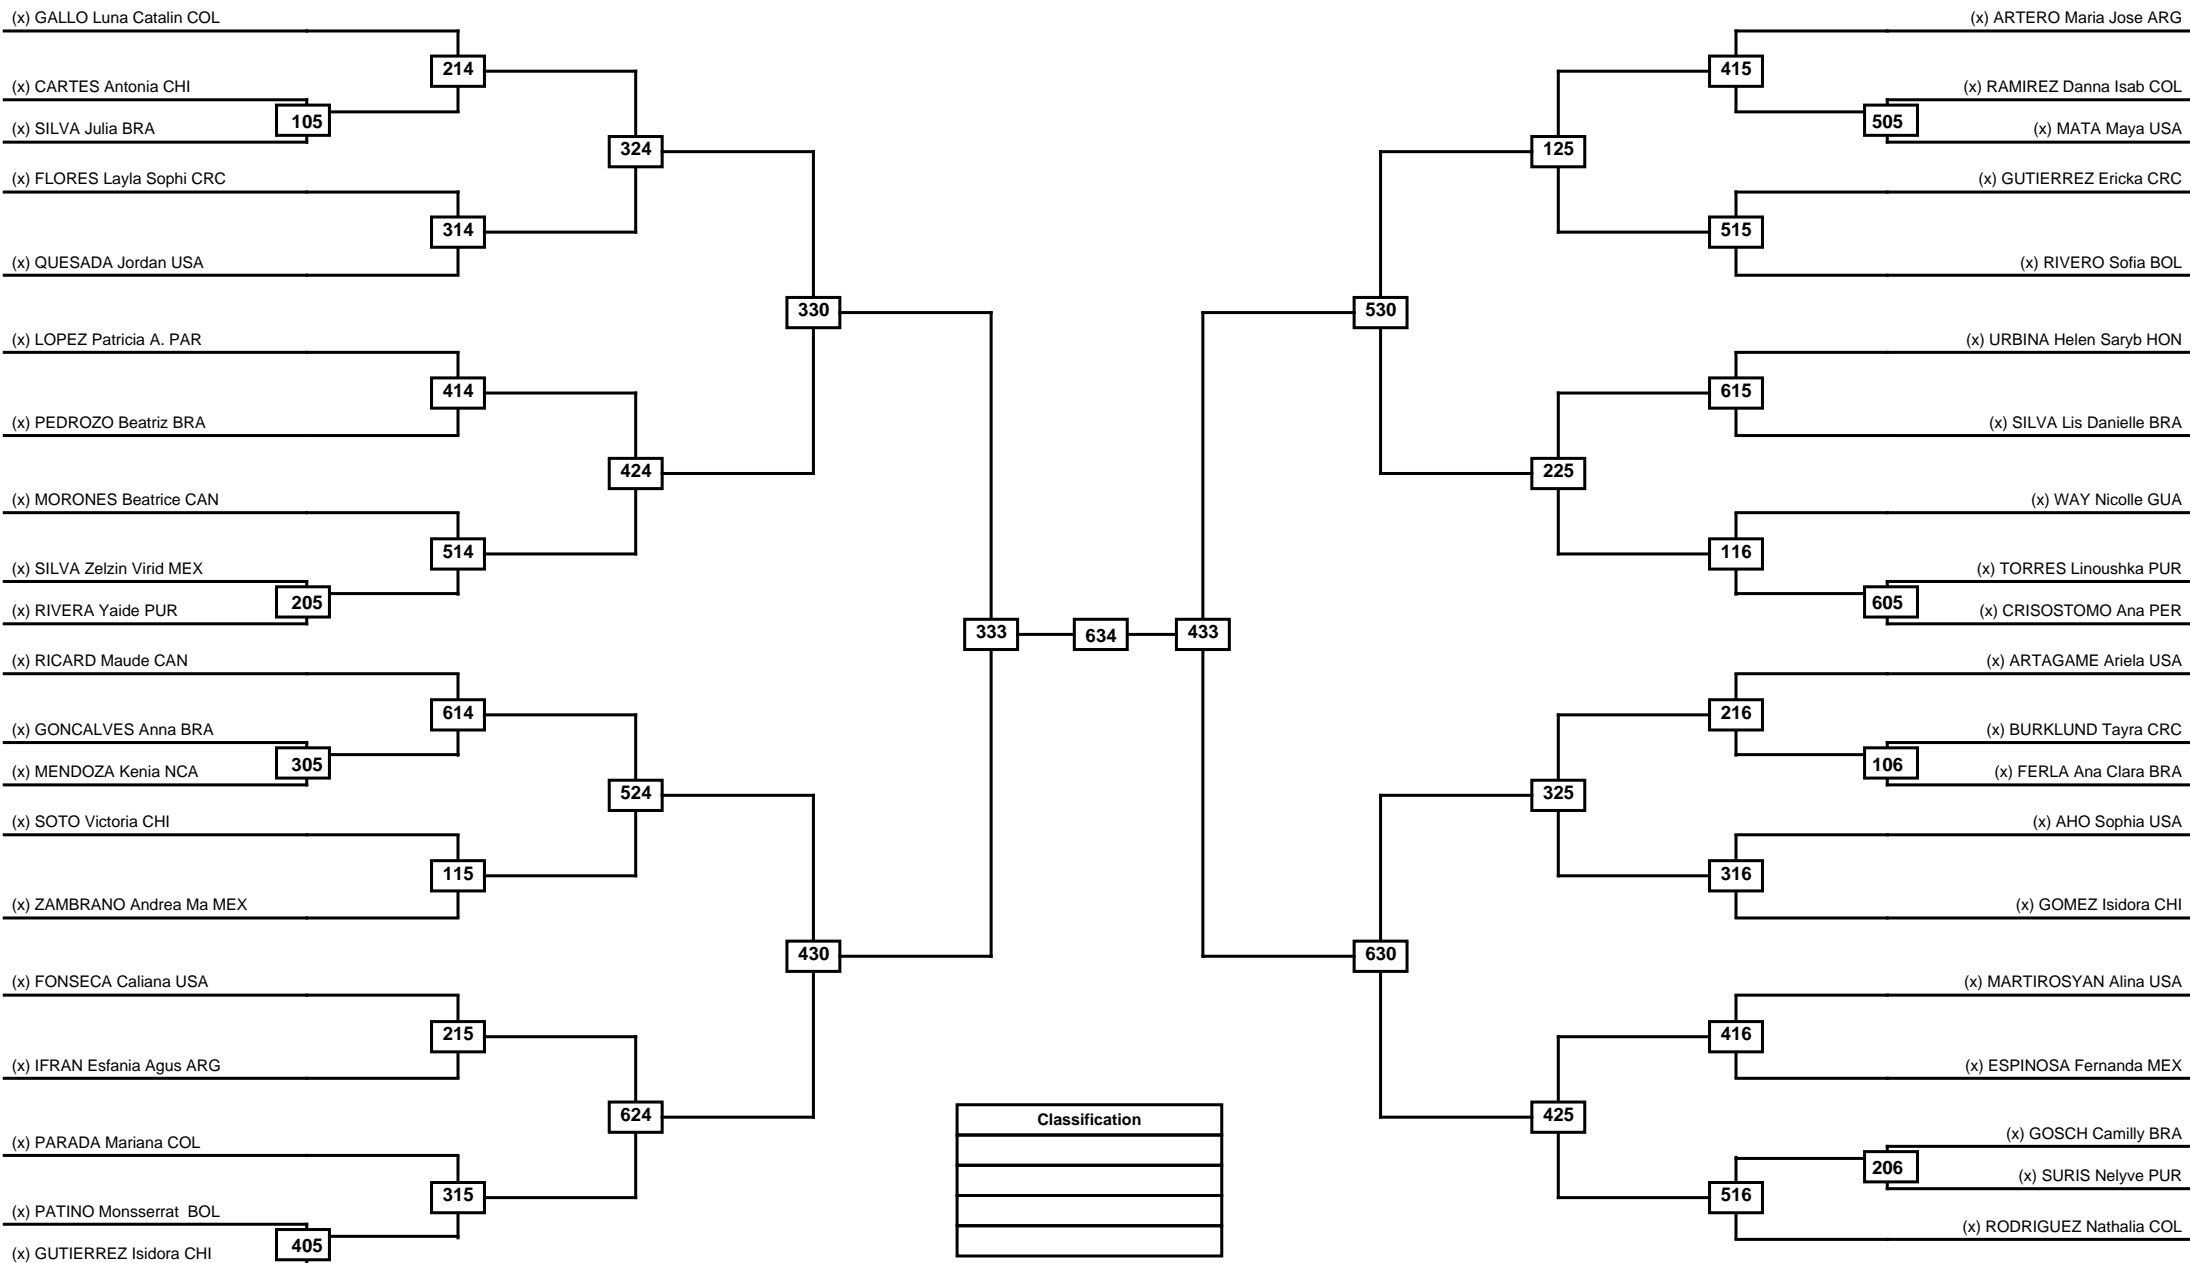 (x) GALLO Luna Catalin COL
214
(x) CARTES Antonia CHI
105
(x) SILVA Julia BRA
324
(x) FLORES Layla Sophi CRC
314
(x) QUESADA Jordan USA
330
(x) LOPEZ Patricia A. PAR
414
(x) PEDROZO Beatriz BRA
424
(x) MORONES Beatrice CAN
514
(x) SILVA Zelzin Virid MEX
205
(x) RIVERA Yaide PUR
333
634
433
(x) RICARD Maude CAN
614
(x) GONCALVES Anna BRA
305
(x) MENDOZA Kenia NCA
524
(x) SOTO Victoria CHI
115
(x) ZAMBRANO Andrea Ma MEX
430
(x) FONSECA Caliana USA
215
(x) IFRAN Esfania Agus ARG
624
(x) PARADA Mariana COL
315
(x) PATINO Monsserrat  BOL
405
(x) GUTIERREZ Isidora CHI
(x) ARTERO Maria Jose ARG
415
(x) RAMIREZ Danna Isab COL
505
(x) MATA Maya USA
125
(x) GUTIERREZ Ericka CRC
515
(x) RIVERO Sofia BOL
530
(x) URBINA Helen Saryb HON
615
(x) SILVA Lis Danielle BRA
225
(x) WAY Nicolle GUA
116
(x) TORRES Linoushka PUR
605
(x) CRISOSTOMO Ana PER
(x) ARTAGAME Ariela USA
216
(x) BURKLUND Tayra CRC
106
(x) FERLA Ana Clara BRA
325
(x) AHO Sophia USA
316
(x) GOMEZ Isidora CHI
630
(x) MARTIROSYAN Alina USA
416
(x) ESPINOSA Fernanda MEX
425
(x) GOSCH Camilly BRA
206
(x) SURIS Nelyve PUR
516
(x) RODRIGUEZ Nathalia COL
Classification